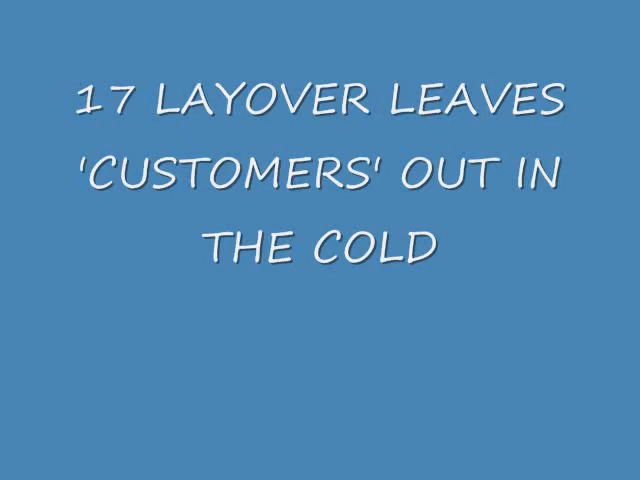 17 LAYOVER LEAVES
'CUSTOMERS' OUT IN
THE COLD